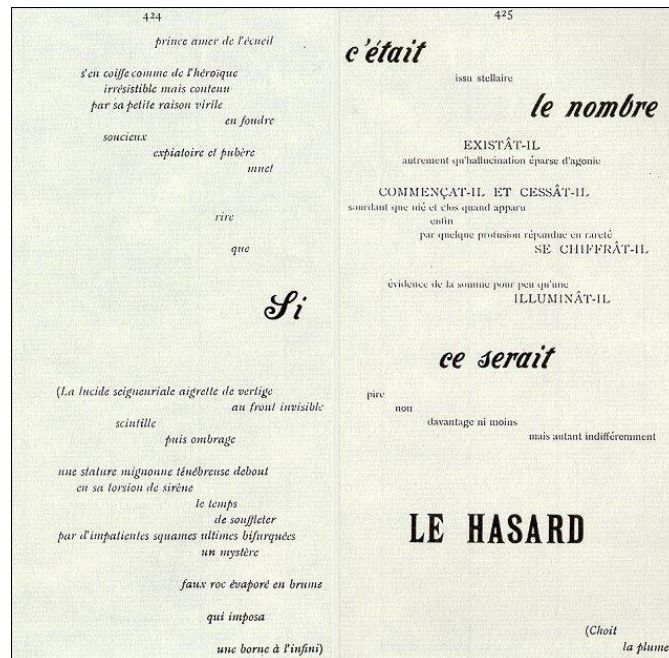 424
prince amer de l'écueil
s'en coiffe comme de l'héroïque
irrésistible mais contenu
par sa petite raison virile
en foudre
soucieux
expiatoire et pubère
muet
rire
que
Si
(La lucide seigneuriale aigrette de vertige
au front invisible
scintille
puis ombrage
une stature mignonne ténébreuse debout
en sa torsion de sirène
le temps
de souffleter
par d'impatientes squames ultimes bifurquées
un mystère
faux roc évaporé en brume
qui imposa
une borne à l'infini)
425
c'était
issu stellaire
le nombre
EXISTÂT-IL
autrement qu'hallucination éparse d'agonie
COMMENÇAT-IL ET CESSÂT-IL
sourdant que nié et clos quand apparu
enfin
par quelque profusion répandue en rareté
SE CHIFFRÂT-IL
évidence de la somme pour peu qu'une
ILLUMINÂT-IL
ce serait
pire
non
davantage ni moins
mais autant indifféremment
LE HASARD
(Choit
la plume